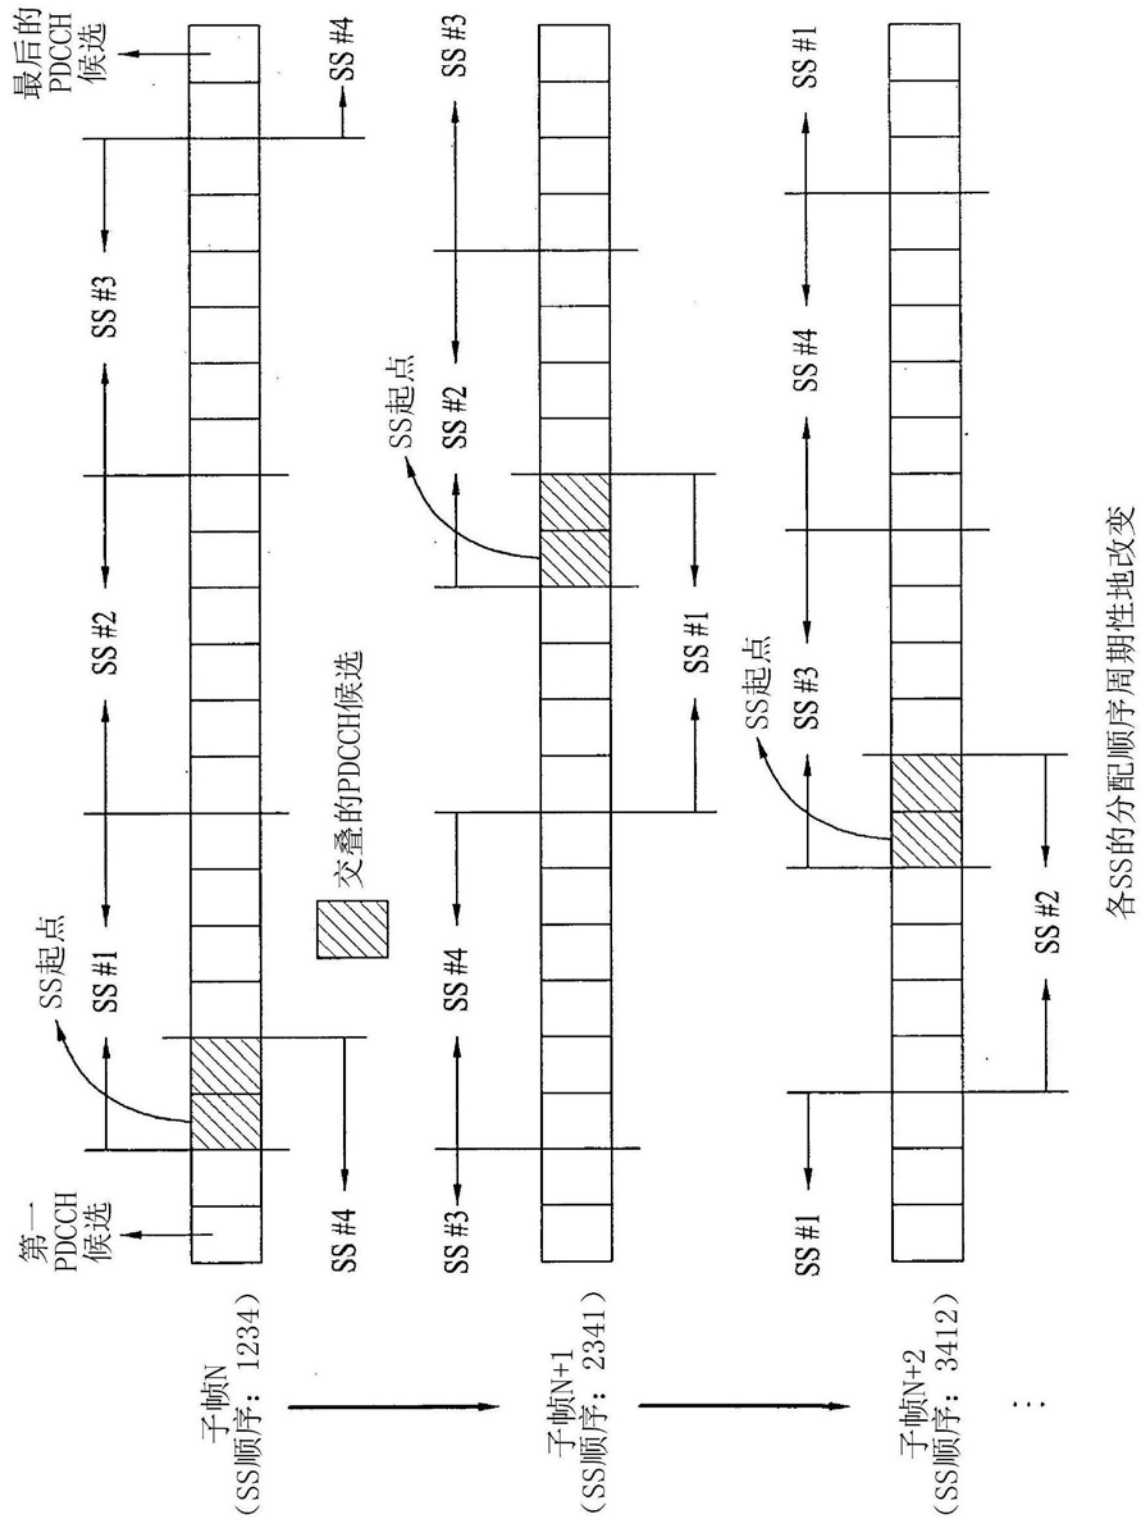 第一
PDCCH
候选
最后的
PDCCH
候选
SS起点
SS #1
SS #2
SS #3
SS #4
SS #4
子帧N
(SS顺序：1234)
交叠的PDCCH候选
SS起点
SS #3
SS #4
SS #2
SS #3
SS #1
子帧N+1
(SS顺序：2341)
SS起点
SS #1
SS #3
SS #4
SS #1
SS #2
子帧N+2
(SS顺序：3412)
...
各SS的分配顺序周期性地改变